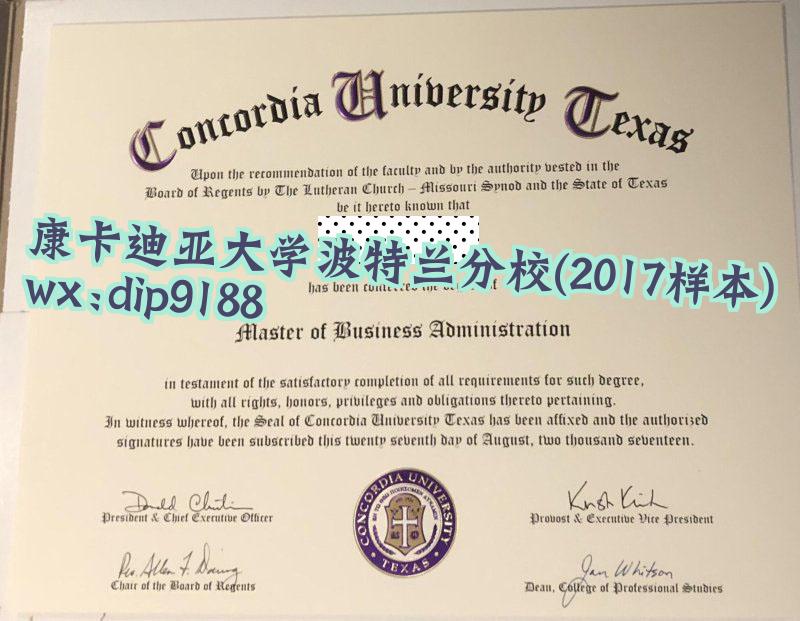 Concordia University Texas
Upon the recommendation of the faculty and by the authority vested in the
Board of Regents by The Lutheran Church – Missouri Synod and the State of Texas
be it hereto known that
康卡迪亚大学波特兰分校(2017样本)
wx:dip9188
has been conferred the of
Master of Business Administration
in testament of the satisfactory completion of all requirements for such degree,
with all rights, honors, privileges and obligations thereto pertaining.
In witness whereof, the Seal of Concordia University Texas has been affixed and the authorized
signatures have been subscribed this twenty seventh day of August, two thousand seventeen.
President & Chief Executive Officer
Provost & Executive Vice President
CONCORDIA UNIVERSITY
TEXAS
Rev. Allen F. Doring
Jan Whitson
Chair of the Board of Regents
Dean, College of Professional Studies